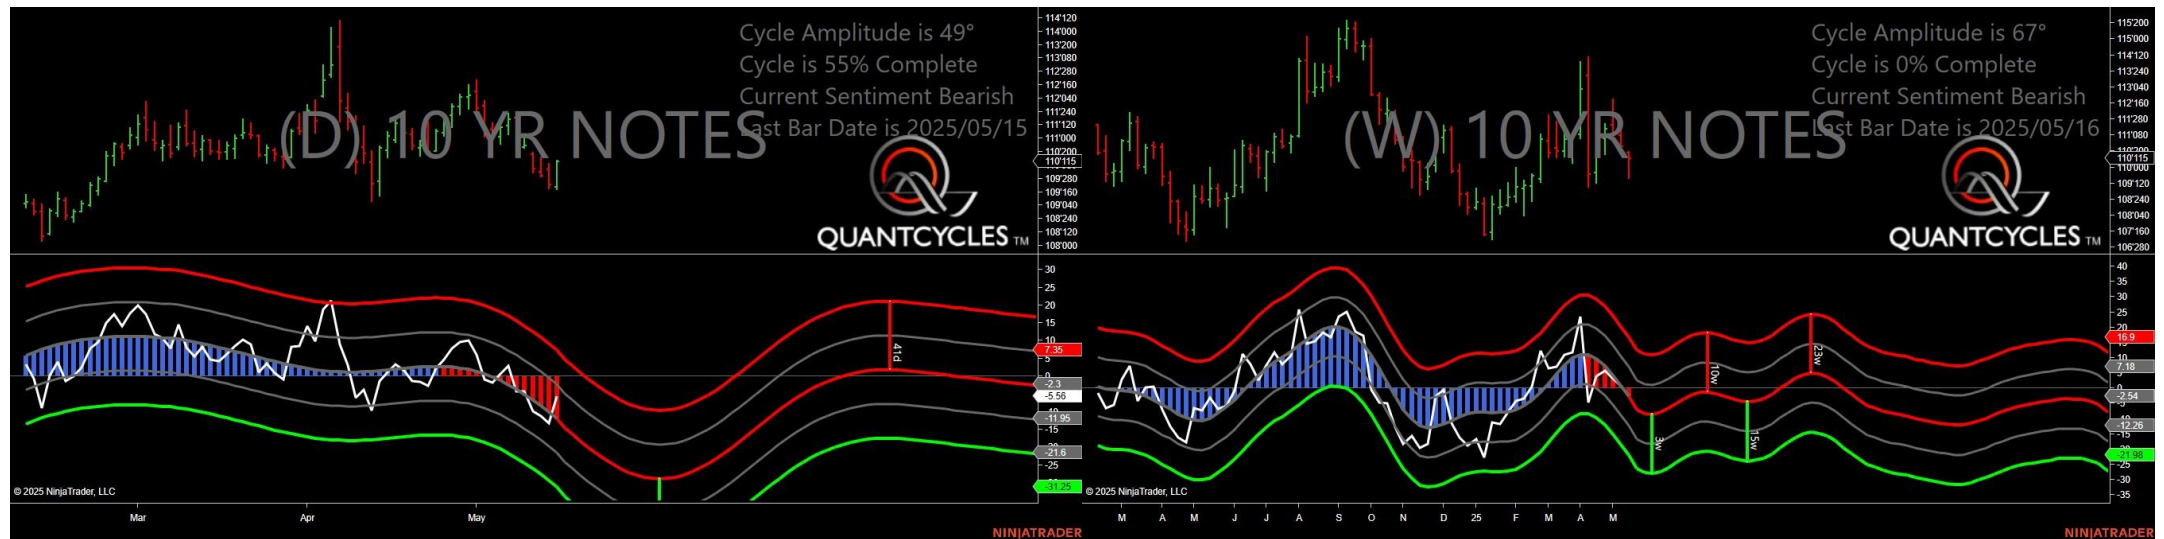 Cycle Amplitude is 49°
Cycle is 55% Complete
Current Sentiment Bearish
Last Bar Date is 2025/05/15
(D) 10 YR NOTES
QUANTCYCLES TM
114'120
114'000
113'200
113'080
112'280
112'160
112'040
111'240
111'120
111'000
110'200
110'115
109'280
109'160
109'040
108'240
108'120
108'000
30
25
20
15
10
7.35
5
0
-2.3
-5.56
-11.95
-15
-21.6
-25
-31.25
41d
© 2025 NinjaTrader, LLC
Mar
Apr
May
NINJATRADER
Cycle Amplitude is 67°
Cycle is 0% Complete
Current Sentiment Bearish
Last Bar Date is 2025/05/16
(W) 10 YR NOTES
QUANTCYCLES TM
115'200
115'000
114'120
113'240
113'040
112'160
111'280
111'080
110'115
110'000
109'120
108'240
108'040
107'160
106'280
40
35
30
25
20
16.9
10
7.18
5
0
-2.54
-12.26
-15
-21.98
-25
-30
-35
3w
10w
15w
23w
© 2025 NinjaTrader, LLC
M A M J J A S O N D 25 F M A M
NINJATRADER